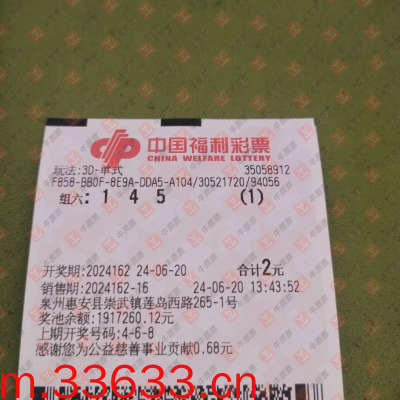 中国福利彩票
CHINA WELFARE LOTTERY
玩法:3D-单式 35058912
F858-BB0F-8E9A-DDA5-A104/30521720/94056
组六: 1 4 5 (1)
开奖期:2024162 24-06-20 合计2元
销售期:2024162-16 24-06-20 13:43:52
泉州惠安县崇武镇莲岛西路265-1号
奖池余额:1917260.12元
上期开奖号码:4-6-8
感谢您为公益慈善事业贡献0.68元
m.33633.cn